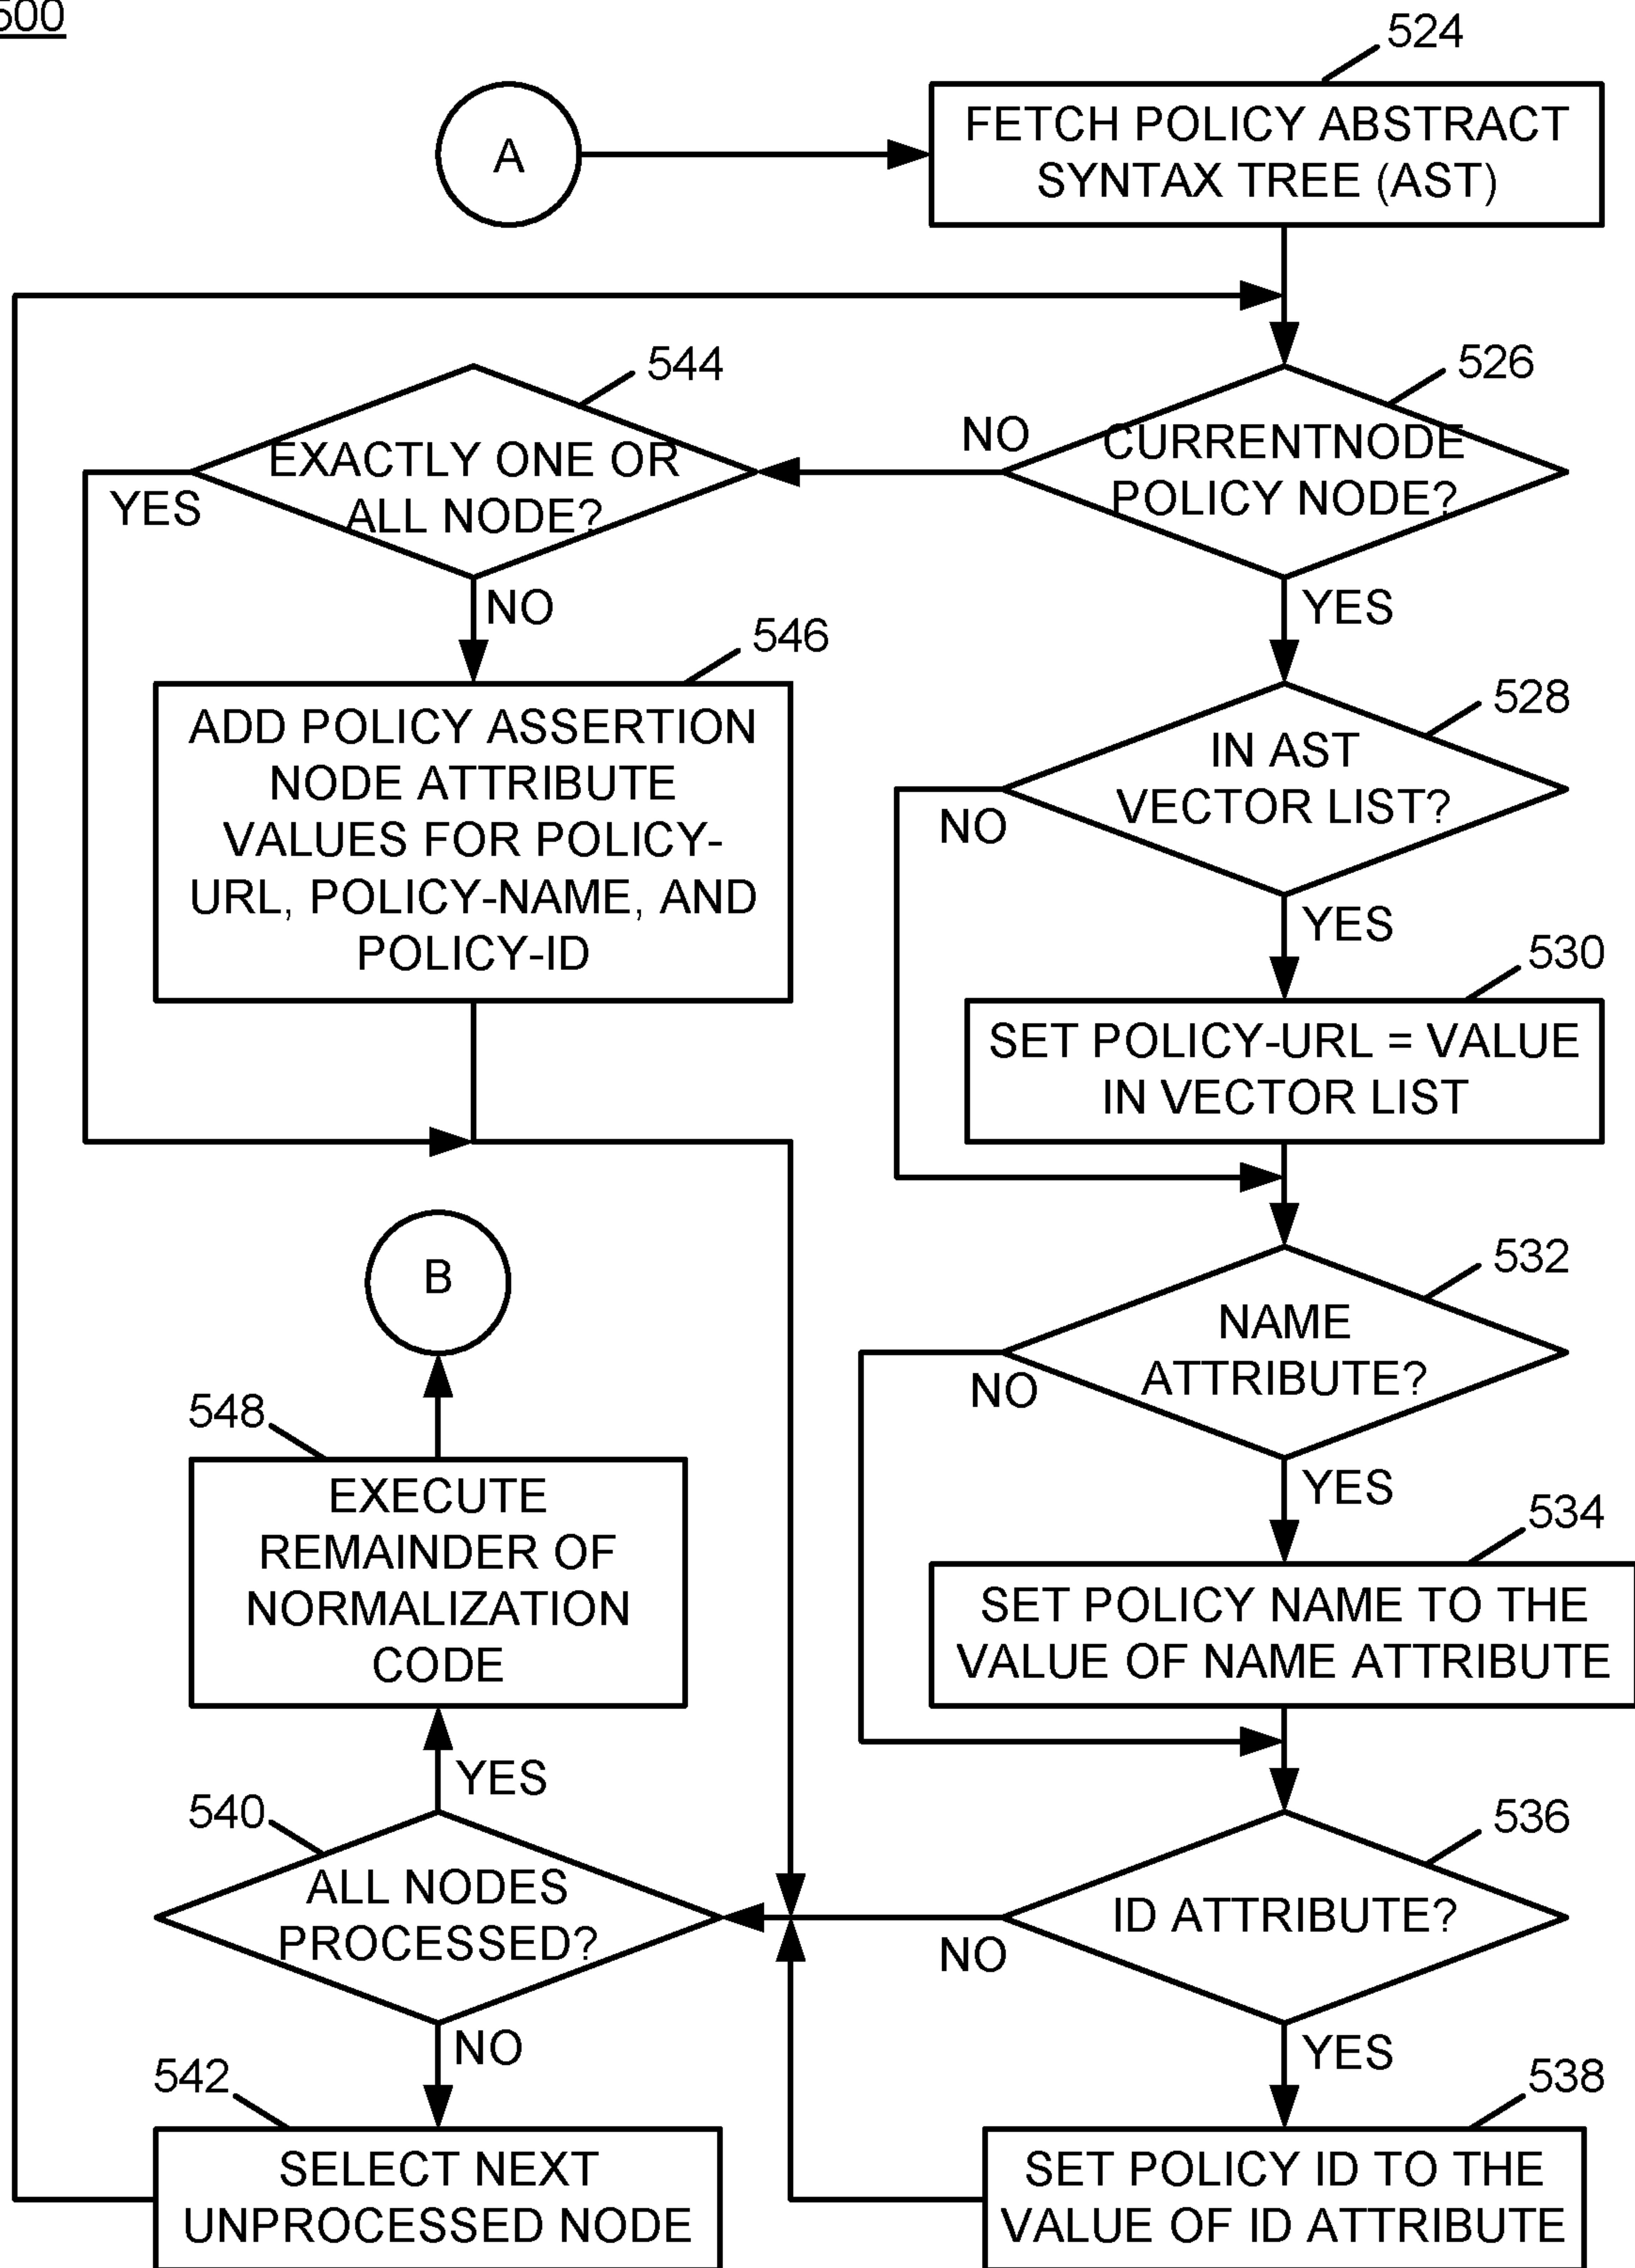 500
524
A
FETCH POLICY ABSTRACT
SYNTAX TREE (AST)
544
526
EXACTLY ONE OR
ALL NODE?
NO
CURRENTNODE
POLICY NODE?
YES
NO
YES
546
528
ADD POLICY ASSERTION
NODE ATTRIBUTE
VALUES FOR POLICY-
URL, POLICY-NAME, AND
POLICY-ID
IN AST
VECTOR LIST?
NO
YES
530
SET POLICY-URL = VALUE
IN VECTOR LIST
B
532
NAME
ATTRIBUTE?
NO
YES
548
EXECUTE
REMAINDER OF
NORMALIZATION
CODE
534
SET POLICY NAME TO THE
VALUE OF NAME ATTRIBUTE
YES
540
536
ALL NODES
PROCESSED?
ID ATTRIBUTE?
NO
NO
YES
542
538
SELECT NEXT
UNPROCESSED NODE
SET POLICY ID TO THE
VALUE OF ID ATTRIBUTE